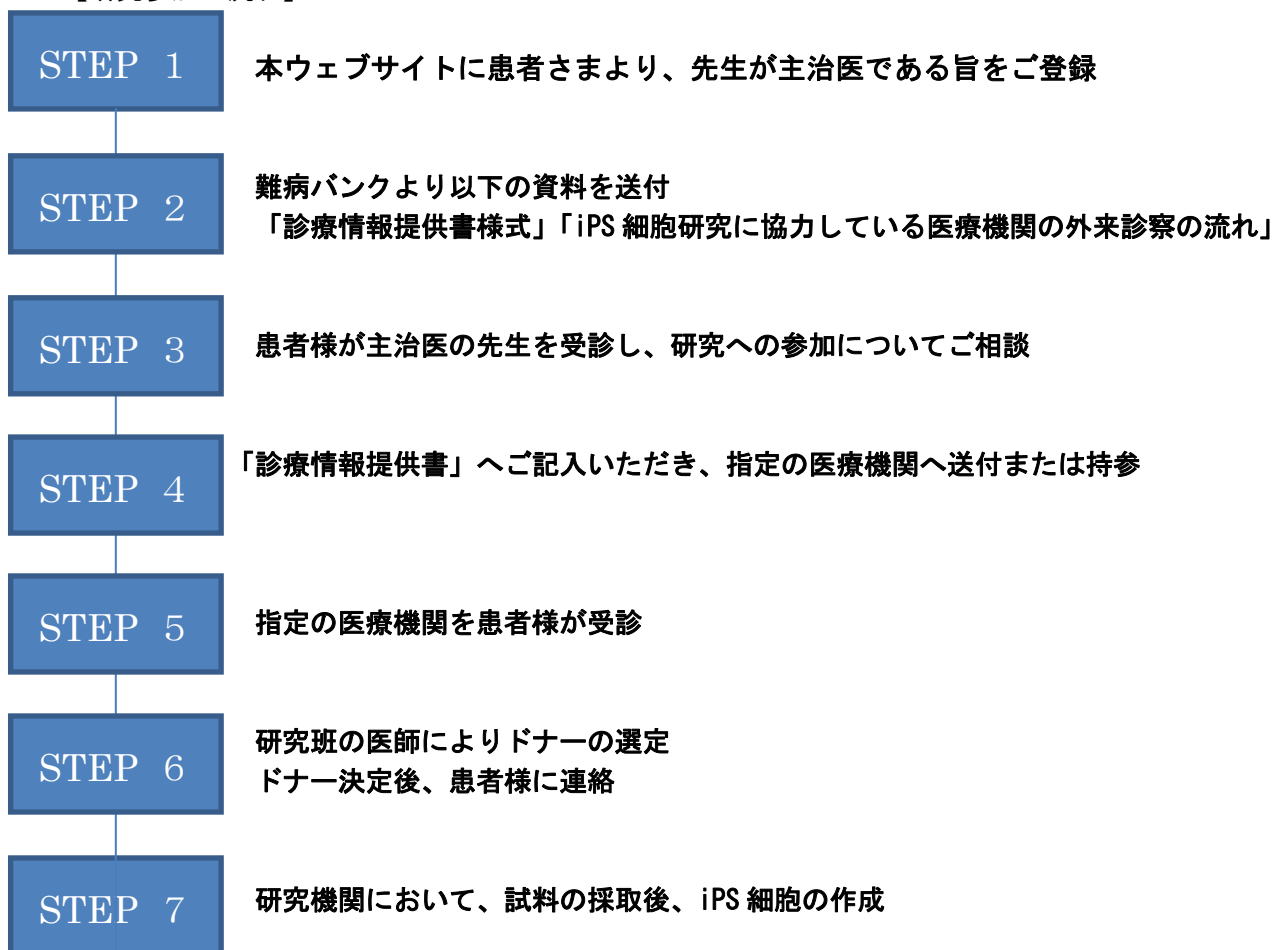 STEP 1
本ウェブサイトに患者さまより、先生が主治医である旨をご登録
STEP 2
難病バンクより以下の資料を送付
「診療情報提供書様式」「iPS細胞研究に協力している医療機関の外来診察の流れ」
STEP 3
患者様が主治医の先生を受診し、研究への参加についてご相談
STEP 4
「診療情報提供書」へご記入いただき、指定の医療機関へ送付または持参
STEP 5
指定の医療機関を患者様が受診
STEP 6
研究班の医師によりドナーの選定
ドナー決定後、患者様に連絡
STEP 7
研究機関において、試料の採取後、iPS細胞の作成